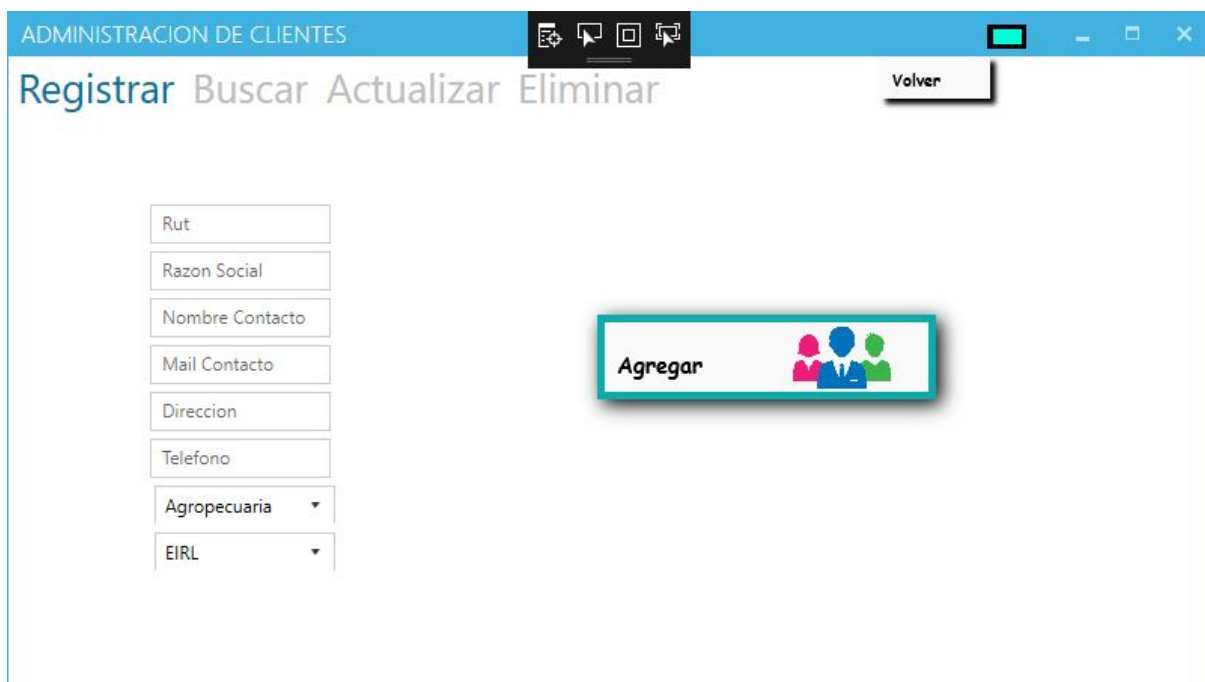 ADMINISTRACION DE CLIENTES
Registrar Buscar Actualizar Eliminar
Volver
Rut
Razon Social
Nombre Contacto
Mail Contacto
Direccion
Telefono
Agropecuaria
EIRL
Agregar